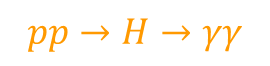 𝑝𝑝 → 𝐻 → 𝛾𝛾